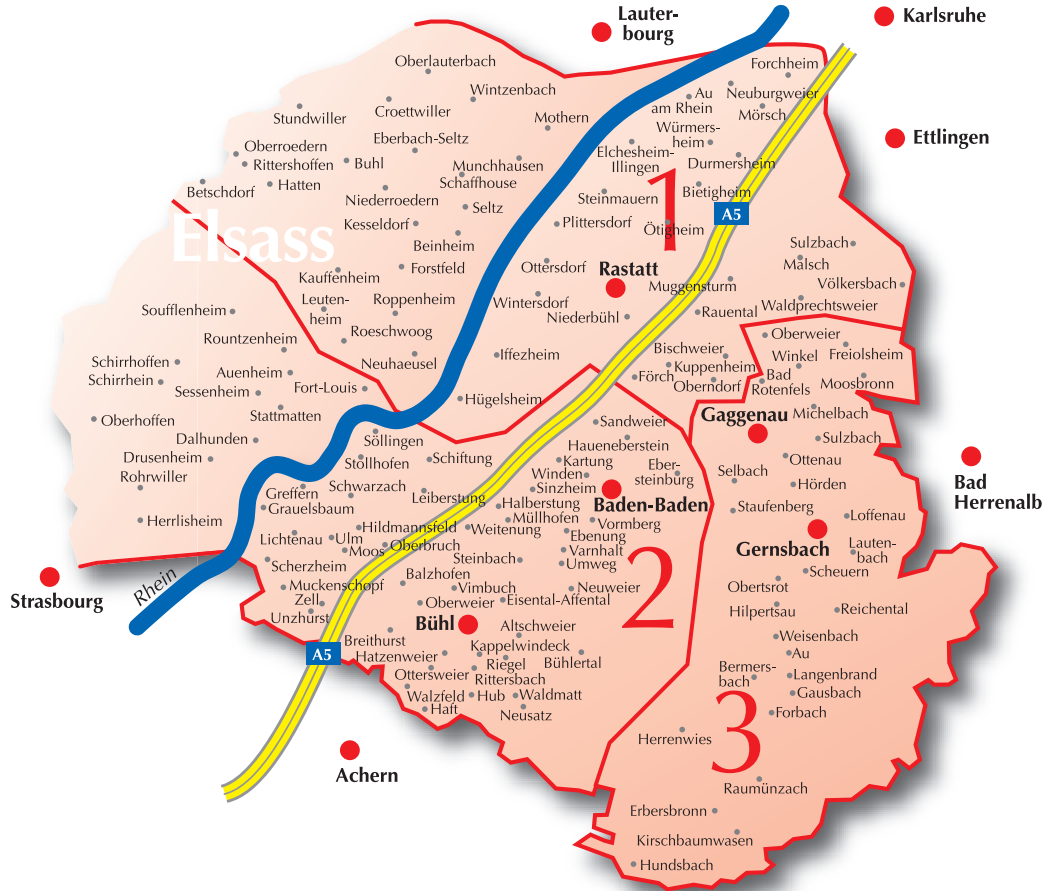 Lauter-
bourg
Karlsruhe
Oberlauterbach
Forchheim
Wintzenbach
Au
am Rhein
Neuburgweier
Croettwiller
Stundwiller
Mörsch
Mothern
Würmers-
heim
Eberbach-Seltz
Ettlingen
Oberroedern
Rittershoffen
Buhl
Munchhausen
Elchesheim-
Illingen
Durmersheim
Hatten
Schaffhouse
Betschdorf
Niederroedern
Seltz
Steinmauern
1
Bietigheim
A5
Kesseldorf
Plittersdorf
Ötigheim
Elsass
Beinheim
Sulzbach
Malsch
Forstfeld
Ottersdorf
Rastatt
Kauffenheim
Muggensturm
Völkersbach
Leuten-
heim
Roppenheim
Wintersdorf
Waldprechtsweier
Soufflenheim
Niederbühl
Rauental
Roeschwoog
Oberweier
Rountzenheim
Neuhaeusel
Iffezheim
Bischweier
Winkel
Freiolsheim
Schirrhoffen
Schirrhein
Auenheim
Kuppenheim
Bad
Rotenfels
Förch
Oberndorf
Moosbronn
Sessenheim
Fort-Louis
Hügelsheim
Stattmatten
Oberhoffen
Sandweier
Gaggenau
Michelbach
Dalhunden
Söllingen
Haueneberstein
Sulzbach
Drusenheim
Stollhofen
Schiftung
Kartung
Eber-
steinburg
Ottenau
Rohrwiller
Winden
Selbach
Bad
Herrenalb
Greffern
Schwarzach
Leiberstung
Sinzheim
Hörden
Grauelsbaum
Halberstung
Baden-Baden
Staufenberg
Herrlisheim
Müllhofen
Loffenau
Hildmannsfeld
Weitenung
Vormberg
Lichtenau
Ulm
Ebenung
Gernsbach
Moos
Oberbruch
Varnhalt
Lauten-
bach
Scherzheim
Steinbach
Umweg
2
Scheuern
Strasbourg
Rhein
Muckenschopf
Balzhofen
Vimbuch
Neuweier
Obertsrot
Zell
Oberweier
Eisental-Affental
Unzhurst
Hilpertsau
Reichental
Bühl
Altschweier
Breithurst
Weisenbach
A5
Hatzenweier
Kappelwindeck
Bühlertal
Au
Riegel
Ottersweier
Rittersbach
Bermers-
bach
Langenbrand
Walzfeld
Hub
Waldmatt
Gausbach
Haft
Neusatz
Forbach
3
Herrenwies
Achern
Raumünzach
Erbersbronn
Kirschbaumwasen
Hundsbach